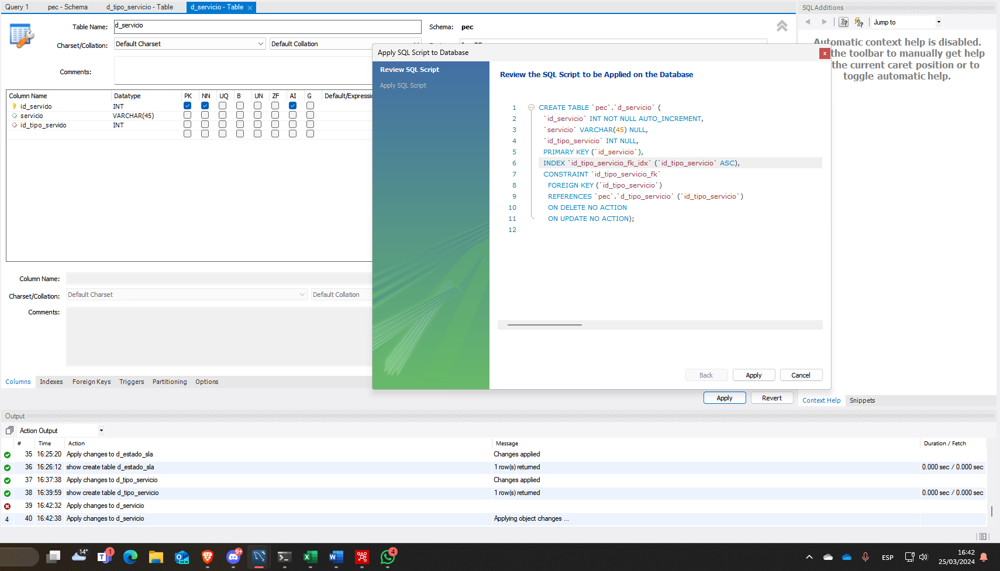 Query 1    pec - Schema    d_tipo_servicio - Table    d_servicio - Table
SQLAdditions
Table Name: d_servicio    Schema: pec
Jump to
Charset/Collation: Default Charset    Default Collation
Comments:
Automatic context help is disabled.
the toolbar to manually get help
the current caret position or to
toggle automatic help.
Column Name    Datatype    PK    NN    UQ    B    UN    ZF    AI    G    Default/Expressio
id_servicio    INT
servicio    VARCHAR(45)
id_tipo_servicio    INT
Column Name:
Charset/Collation: Default Charset    Default Collation
Comments:
Columns    Indexes    Foreign Keys    Triggers    Partitioning    Options
Apply SQL Script to Database    x
Review SQL Script
Apply SQL Script
Review the SQL Script to be Applied on the Database
1    CREATE TABLE `pec`.`d_servicio` (
2    `id_servicio` INT NOT NULL AUTO_INCREMENT,
3    `servicio` VARCHAR(45) NULL,
4    `id_tipo_servicio` INT NULL,
5    PRIMARY KEY (`id_servicio`),
6    INDEX `id_tipo_servicio_fk_idx` (`id_tipo_servicio` ASC),
7    CONSTRAINT `id_tipo_servicio_fk`
8    FOREIGN KEY (`id_tipo_servicio`)
9    REFERENCES `pec`.`d_tipo_servicio` (`id_tipo_servicio`)
10    ON DELETE NO ACTION
11    ON UPDATE NO ACTION);
12
Back    Apply    Cancel
Apply    Revert
Context Help    Snippets
Output
Action Output
#    Time    Action    Message    Duration / Fetch
35    16:25:20    Apply changes to d_estado_sla    Changes applied
36    16:26:12    show create table d_estado_sla    1 row(s) returned    0.000 sec / 0.000 sec
37    16:37:38    Apply changes to d_tipo_servicio    Changes applied
38    16:39:59    show create table d_tipo_servicio    1 row(s) returned    0.000 sec / 0.000 sec
39    16:42:32    Apply changes to d_servicio
4    40    16:42:38    Apply changes to d_servicio    Applying object changes ...
14°    1    NEW    9+    4
ESP    16:42
25/03/2024